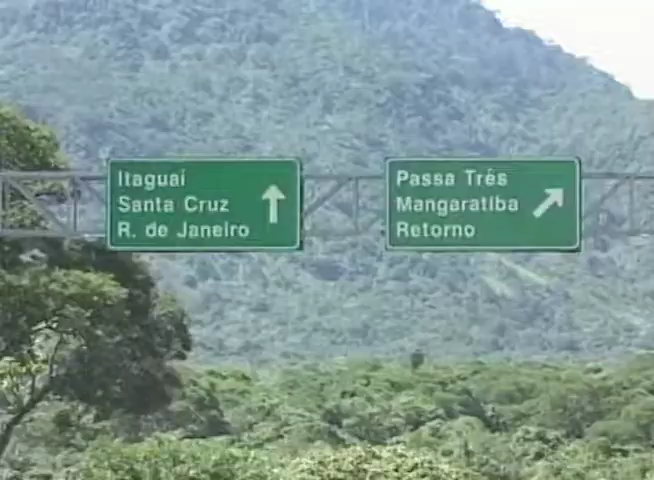 Itaguaí
Santa Cruz
R. de Janeiro
Passa Três
Mangaratiba
Retorno